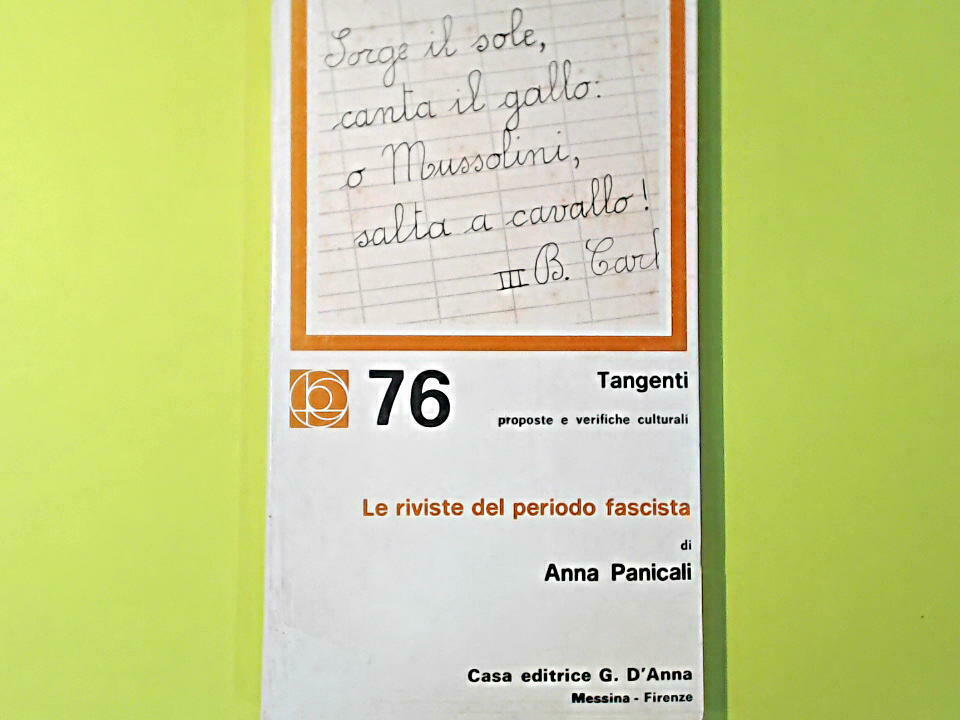 Sorge il sole,
canta il gallo:
o Mussolini,
salta a cavallo!
III B. Carl
76
Tangenti
proposte e verifiche culturali
Le riviste del periodo fascista
di
Anna Panicali
Casa editrice G. D'Anna
Messina - Firenze